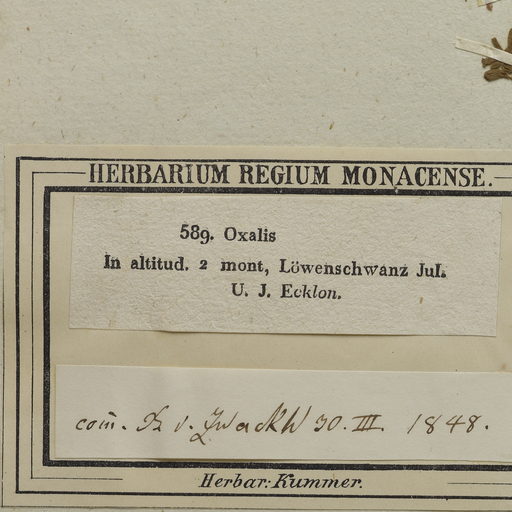 HERBARIUM REGIUM MONACENSE.
589. Oxalis
In altitud. 2 mont, Löwenschwanz Jul.
U. J. Ecklon.
com̅. Fr v. Zwackh 30. III. 1848.
Herbar: Kummer.